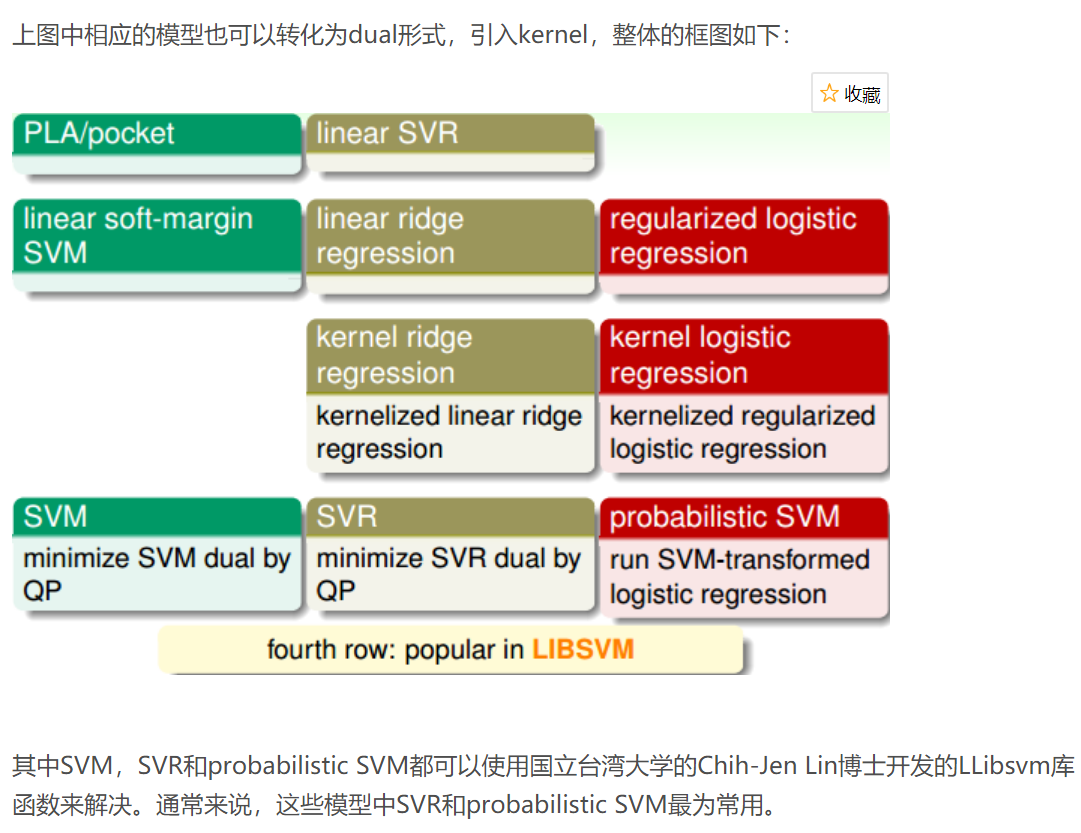 上图中相应的模型也可以转化为dual形式，引入kernel，整体的框图如下：
收藏
PLA/pocket
linear SVR
linear soft-margin
SVM
linear ridge
regression
regularized logistic
regression
kernel ridge
regression
kernelized linear ridge
regression
kernel logistic
regression
kernelized regularized
logistic regression
SVM
minimize SVM dual by
QP
SVR
minimize SVR dual by
QP
probabilistic SVM
run SVM-transformed
logistic regression
fourth row: popular in LIBSVM
其中SVM，SVR和probabilistic SVM都可以使用国立台湾大学的Chih-Jen Lin博士开发的LLibsvm库
函数来解决。通常来说，这些模型中SVR和probabilistic SVM最为常用。